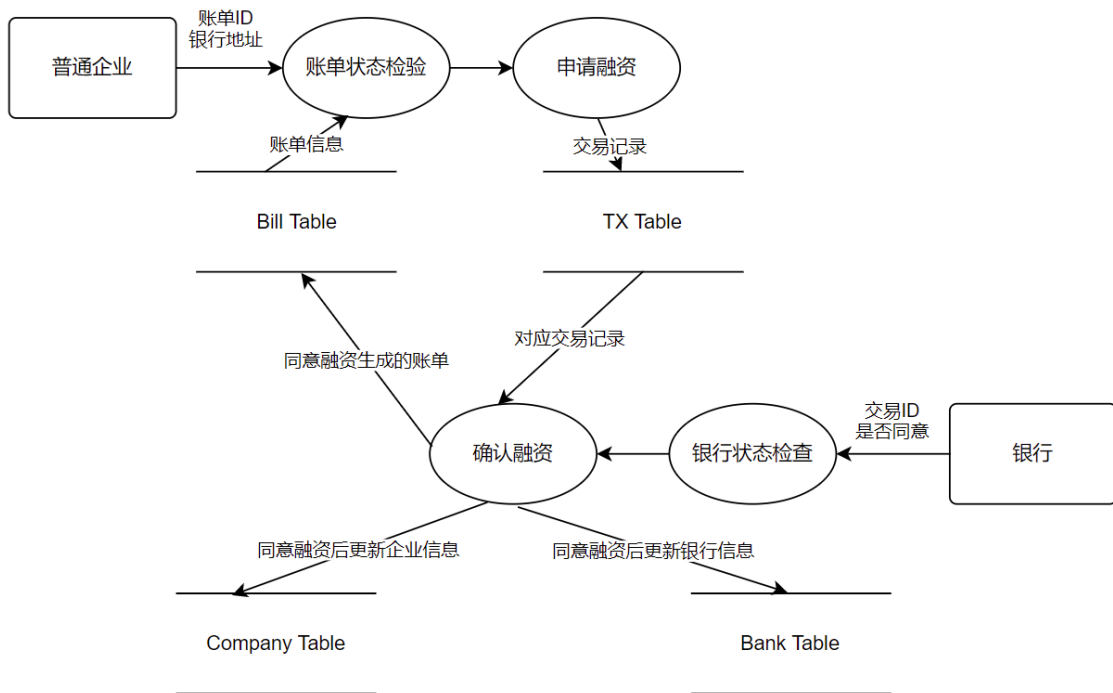 账单ID
银行地址
普通企业
账单状态检验
申请融资
账单信息
交易记录
Bill Table
TX Table
对应交易记录
同意融资生成的账单
交易ID
是否同意
确认融资
银行状态检查
银行
同意融资后更新企业信息
同意融资后更新银行信息
Company Table
Bank Table